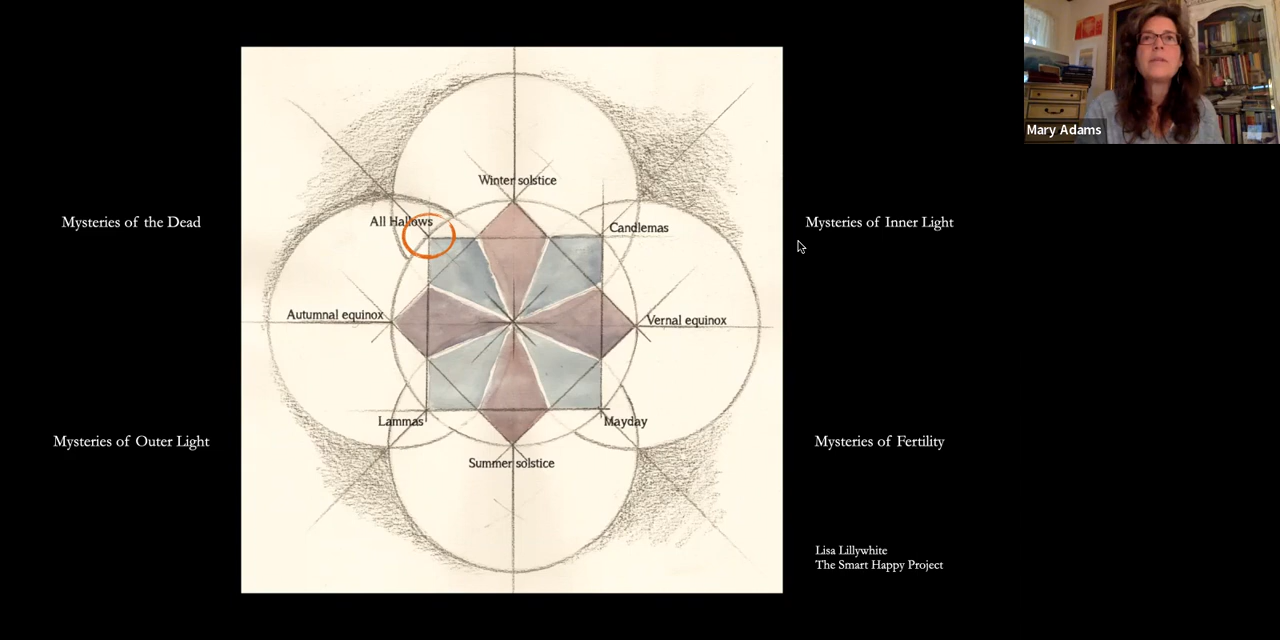 Mary Adams
Winter solstice
Mysteries of the Dead
All Hallows
Candlemas
Mysteries of Inner Light
Autumnal equinox
Vernal equinox
Lammas
Mayday
Mysteries of Outer Light
Mysteries of Fertility
Summer solstice
Lisa Lillywhite
The Smart Happy Project